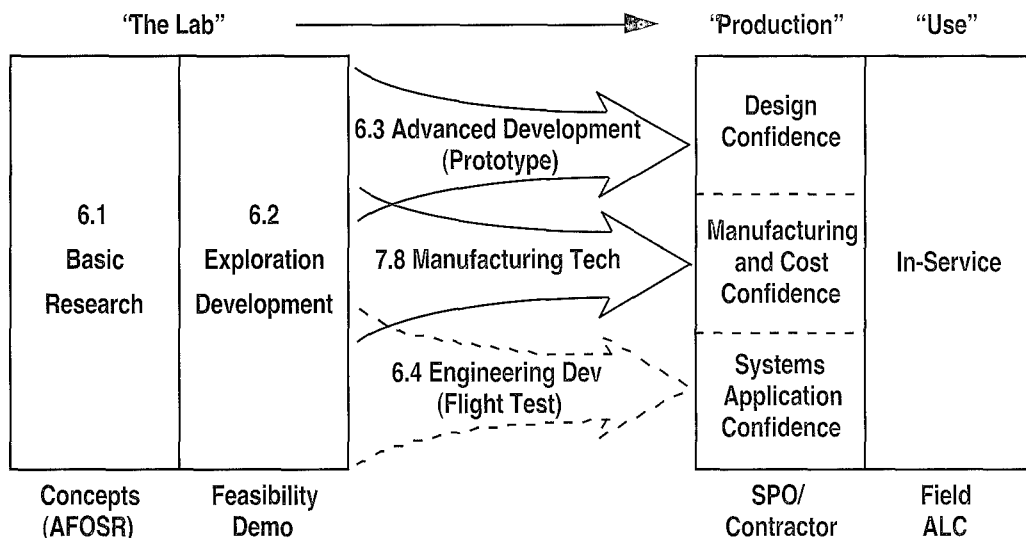 “The Lab”
“Production”
“Use”
6.1
Basic
Research
6.2
Exploration
Development
6.3 Advanced Development
(Prototype)
7.8 Manufacturing Tech
6.4 Engineering Dev
(Flight Test)
Design
Confidence
Manufacturing
and Cost
Confidence
Systems
Application
Confidence
In-Service
Concepts
(AFOSR)
Feasibility
Demo
SPO/
Contractor
Field
ALC